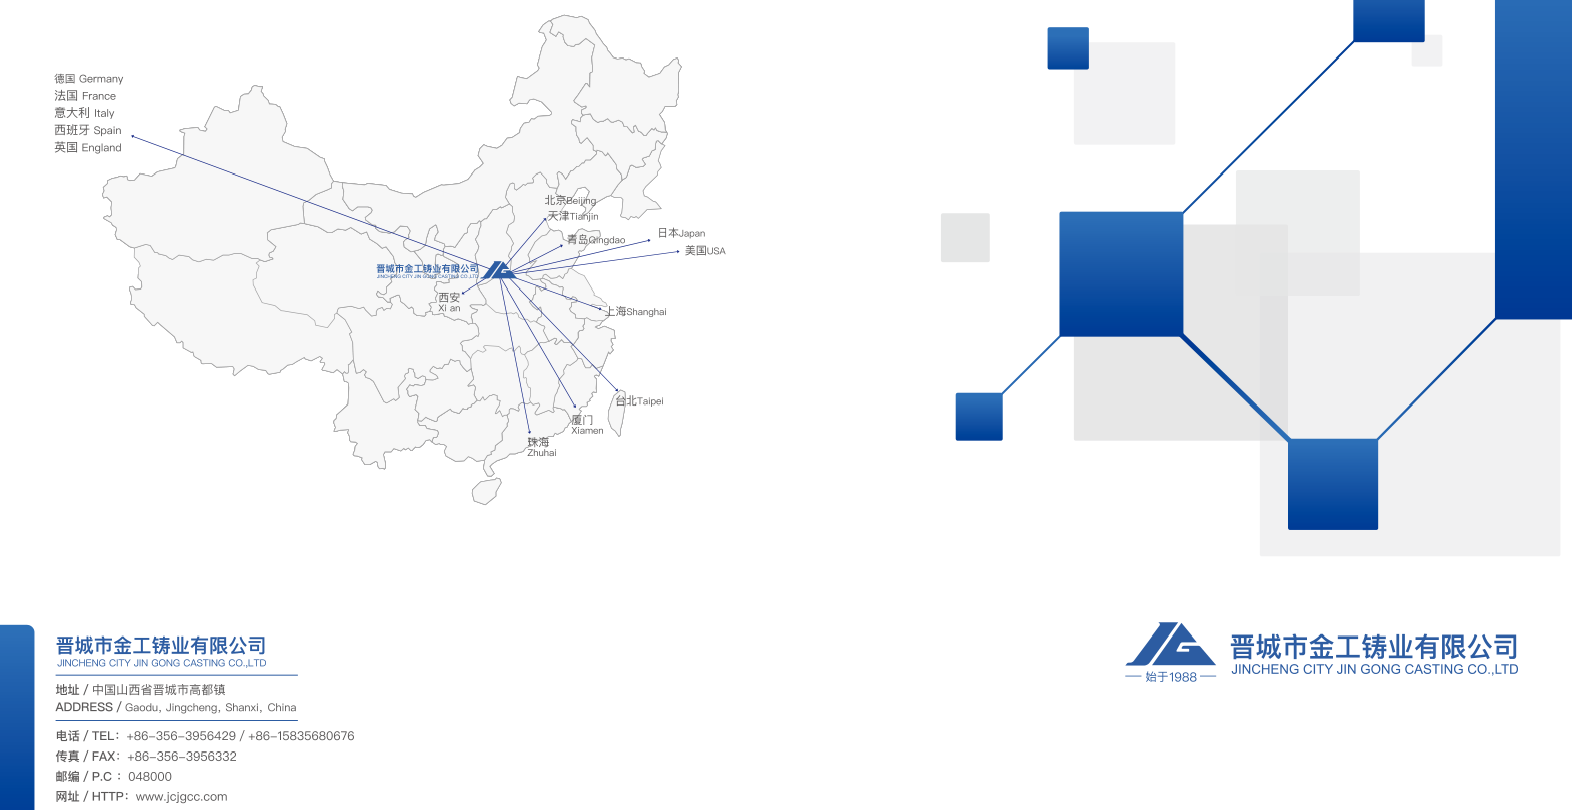 德国 Germany
法国 France
意大利 Italy
西班牙 Spain
英国 England
北京Beijing
天津Tianjin
青岛Qingdao
日本Japan
美国USA
晋城市金工铸业有限公司
JINCHENG CITY JIN GONG CASTING CO.,LTD
西安
Xi an
上海Shanghai
台北Taipei
厦门
Xiamen
珠海
Zhuhai
晋城市金工铸业有限公司
JINCHENG CITY JIN GONG CASTING CO.,LTD
地址 / 中国山西省晋城市高都镇
ADDRESS / Gaodu, Jingcheng, Shanxi, China
电话 / TEL: +86-356-3956429 / +86-15835680676
传真 / FAX: +86-356-3956332
邮编 / P.C : 048000
网址 / HTTP: www.jcjgcc.com
晋城市金工铸业有限公司
JINCHENG CITY JIN GONG CASTING CO.,LTD
始于1988